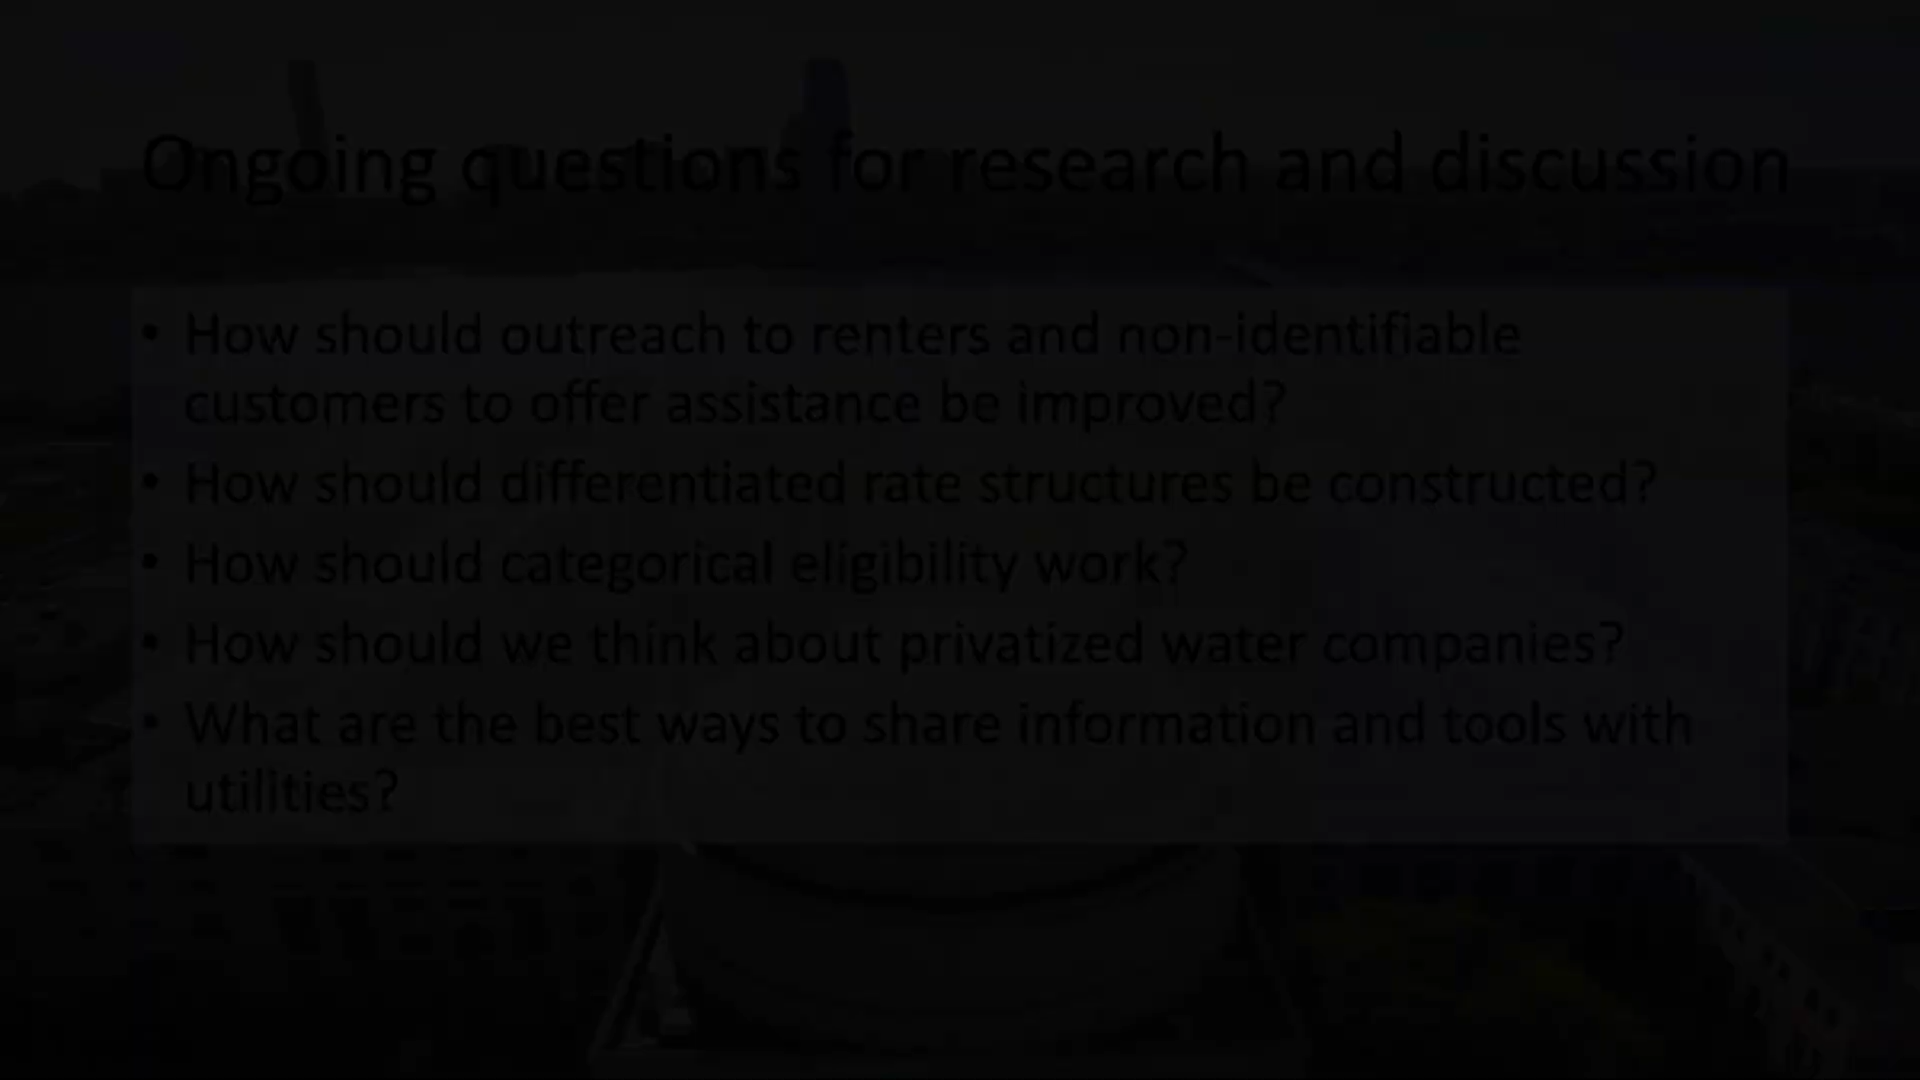 Ongoing questions for research and discussion
• How should outreach to renters and non-identifiable
customers to offer assistance be improved?
• How should differentiated rate structures be constructed?
• How should categorical eligibility work?
• How should we think about privatized water companies?
• What are the best ways to share information and tools with
utilities?